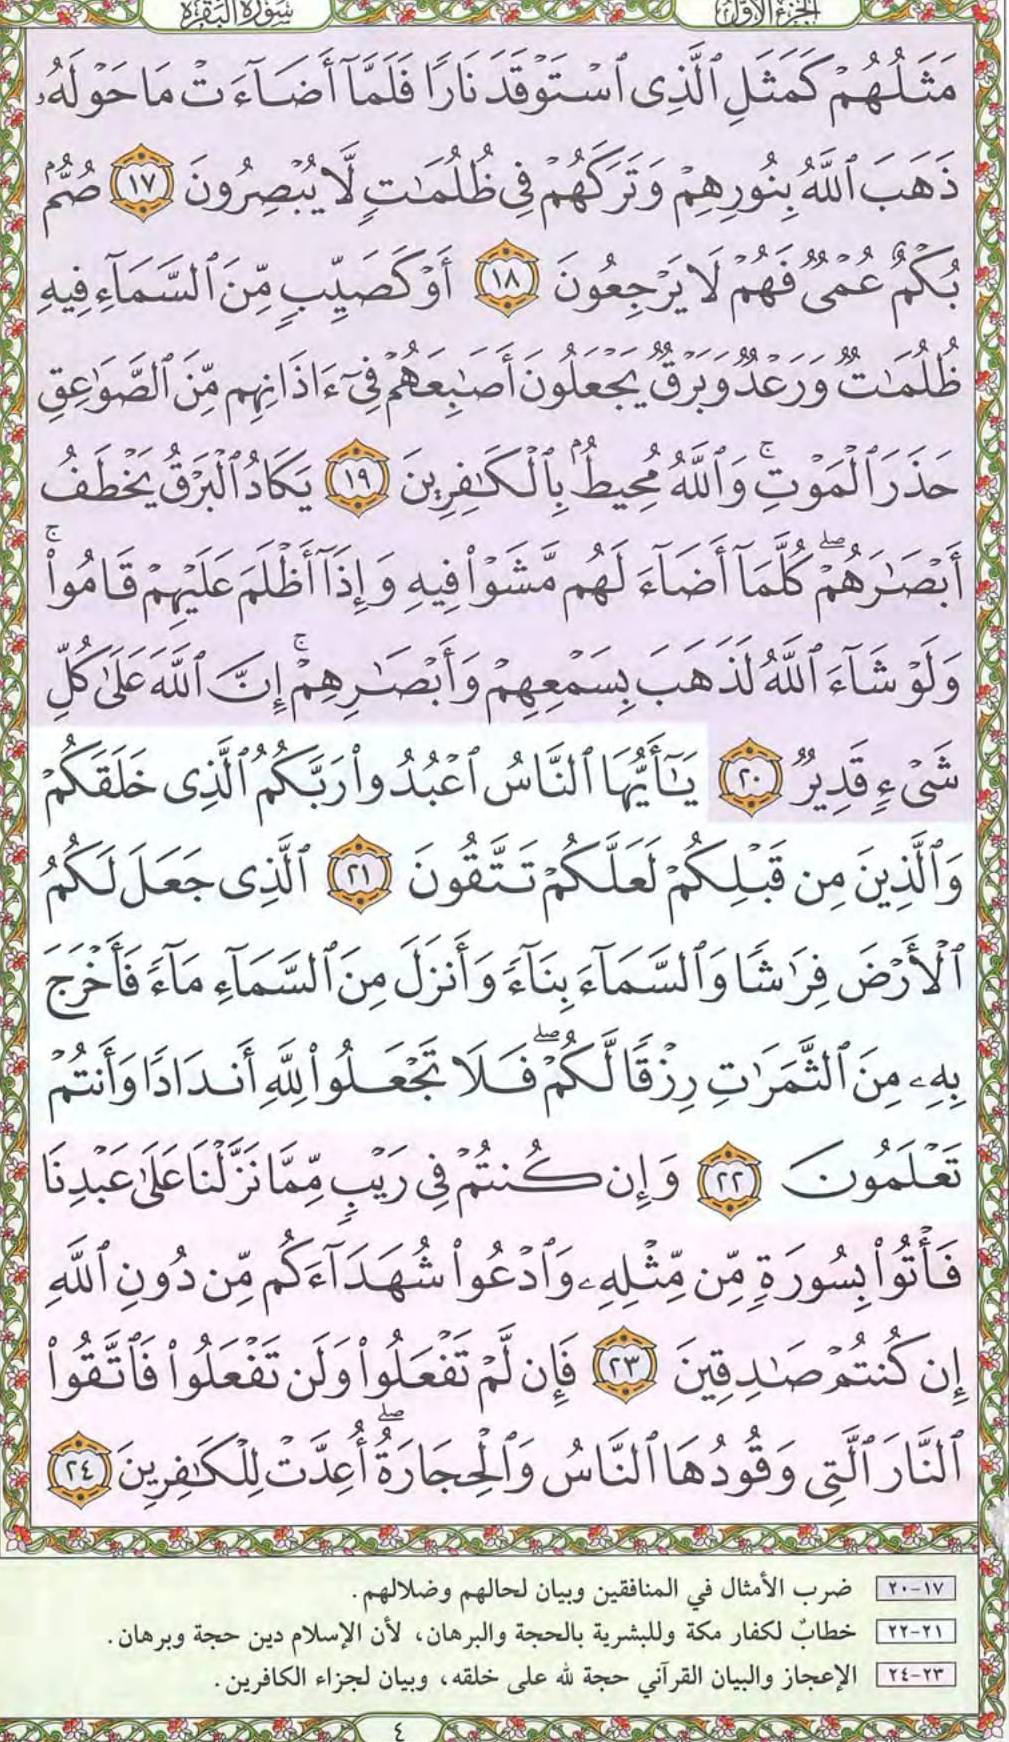 سورة البقرة
الجزء الأول
مَثَلُهُمْ كَمَثَلِ ٱلَّذِى ٱسْتَوْقَدَ نَارًا فَلَمَّآ أَضَآءَتْ مَا حَوْلَهُۥ
ذَهَبَ ٱللَّهُ بِنُورِهِمْ وَتَرَكَهُمْ فِى ظُلُمَٰتٍ لَّا يُبْصِرُونَ ﴿١٧﴾ صُمٌّۢ
بُكْمٌ عُمْىٌ فَهُمْ لَا يَرْجِعُونَ ﴿١٨﴾ أَوْ كَصَيِّبٍ مِّنَ ٱلسَّمَآءِ فِيهِ
ظُلُمَٰتٌ وَرَعْدٌ وَبَرْقٌ يَجْعَلُونَ أَصَٰبِعَهُمْ فِىٓ ءَاذَانِهِم مِّنَ ٱلصَّوَٰعِقِ
حَذَرَ ٱلْمَوْتِ ۚ وَٱللَّهُ مُحِيطٌۢ بِٱلْكَٰفِرِينَ ﴿١٩﴾ يَكَادُ ٱلْبَرْقُ يَخْطَفُ
أَبْصَٰرَهُمْ ۖ كُلَّمَآ أَضَآءَ لَهُم مَّشَوْا۟ فِيهِ وَإِذَآ أَظْلَمَ عَلَيْهِمْ قَامُوا۟ ۚ
وَلَوْ شَآءَ ٱللَّهُ لَذَهَبَ بِسَمْعِهِمْ وَأَبْصَٰرِهِمْ ۚ إِنَّ ٱللَّهَ عَلَىٰ كُلِّ
شَىْءٍ قَدِيرٌ ﴿٢٠﴾ يَٰٓأَيُّهَا ٱلنَّاسُ ٱعْبُدُوا۟ رَبَّكُمُ ٱلَّذِى خَلَقَكُمْ
وَٱلَّذِينَ مِن قَبْلِكُمْ لَعَلَّكُمْ تَتَّقُونَ ﴿٢١﴾ ٱلَّذِى جَعَلَ لَكُمُ
ٱلْأَرْضَ فِرَٰشًا وَٱلسَّمَآءَ بِنَآءً وَأَنزَلَ مِنَ ٱلسَّمَآءِ مَآءً فَأَخْرَجَ
بِهِۦ مِنَ ٱلثَّمَرَٰتِ رِزْقًا لَّكُمْ ۖ فَلَا تَجْعَلُوا۟ لِلَّهِ أَندَادًا وَأَنتُمْ
تَعْلَمُونَ ﴿٢٢﴾ وَإِن كُنتُمْ فِى رَيْبٍ مِّمَّا نَزَّلْنَا عَلَىٰ عَبْدِنَا
فَأْتُوا۟ بِسُورَةٍ مِّن مِّثْلِهِۦ وَٱدْعُوا۟ شُهَدَآءَكُم مِّن دُونِ ٱللَّهِ
إِن كُنتُمْ صَٰدِقِينَ ﴿٢٣﴾ فَإِن لَّمْ تَفْعَلُوا۟ وَلَن تَفْعَلُوا۟ فَٱتَّقُوا۟
ٱلنَّارَ ٱلَّتِى وَقُودُهَا ٱلنَّاسُ وَٱلْحِجَارَةُ ۖ أُعِدَّتْ لِلْكَٰفِرِينَ ﴿٢٤﴾
١٧-٢٠ ضرب الأمثال في المنافقين وبيان لحالهم وضلالهم .
٢١-٢٢ خطابٌ لكفار مكة وللبشرية بالحجة والبرهان، لأن الإسلام دين حجة وبرهان .
٢٣-٢٤ الإعجاز والبيان القرآني حجة لله على خلقه، وبيان لجزاء الكافرين .
٤